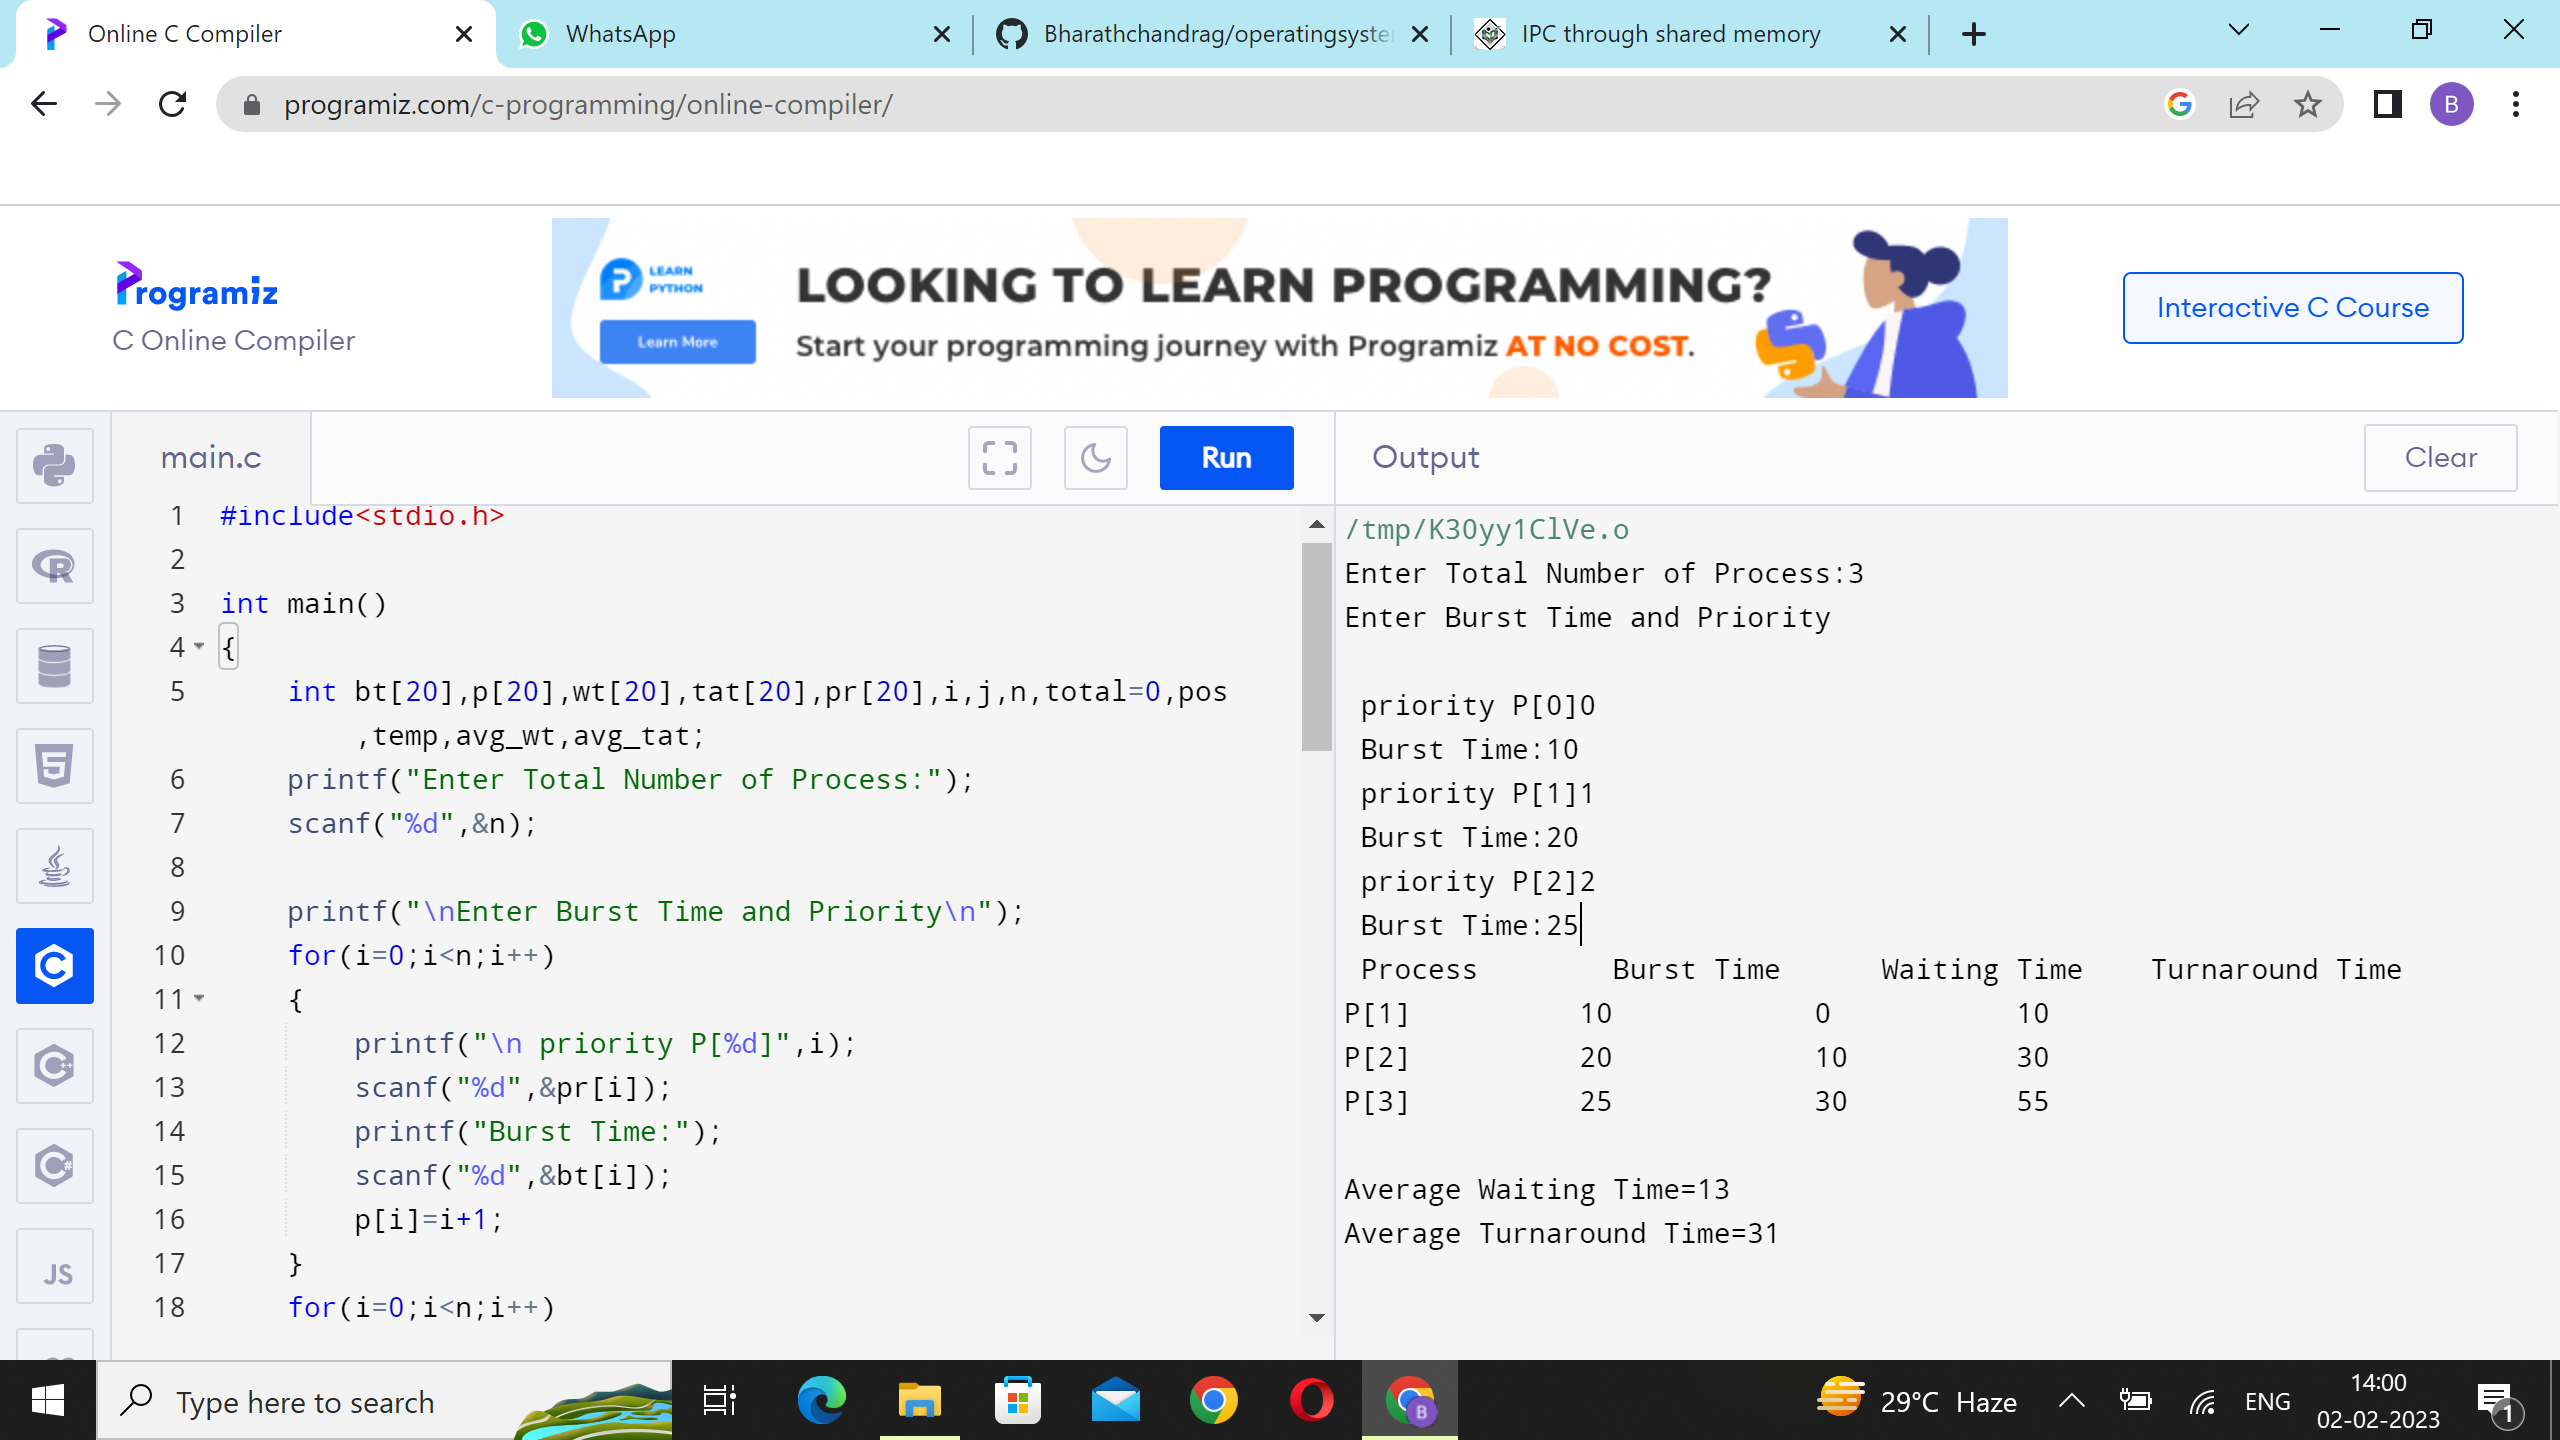 Online C Compiler
WhatsApp
Bharathchandrag/operatingsyste
IPC through shared memory
programiz.com/c-programming/online-compiler/
B
Programiz
C Online Compiler
LEARN
PYTHON
Learn More
LOOKING TO LEARN PROGRAMMING?
Start your programming journey with Programiz AT NO COST.
Interactive C Course
main.c
Run
Output
Clear
1 #include<stdio.h>
2
3 int main()
4 {
5 int bt[20],p[20],wt[20],tat[20],pr[20],i,j,n,total=0,pos
,temp,avg_wt,avg_tat;
6 printf("Enter Total Number of Process:");
7 scanf("%d",&n);
8
9 printf("\nEnter Burst Time and Priority\n");
10 for(i=0;i<n;i++)
11 {
12 printf("\n priority P[%d]",i);
13 scanf("%d",&pr[i]);
14 printf("Burst Time:");
15 scanf("%d",&bt[i]);
16 p[i]=i+1;
17 }
18 for(i=0;i<n;i++)
JS
/tmp/K30yy1ClVe.o
Enter Total Number of Process:3
Enter Burst Time and Priority
priority P[0]0
Burst Time:10
priority P[1]1
Burst Time:20
priority P[2]2
Burst Time:25
Process Burst Time Waiting Time Turnaround Time
P[1] 10 0 10
P[2] 20 10 30
P[3] 25 30 55
Average Waiting Time=13
Average Turnaround Time=31
Type here to search
B
29°C Haze
ENG
14:00
02-02-2023
1